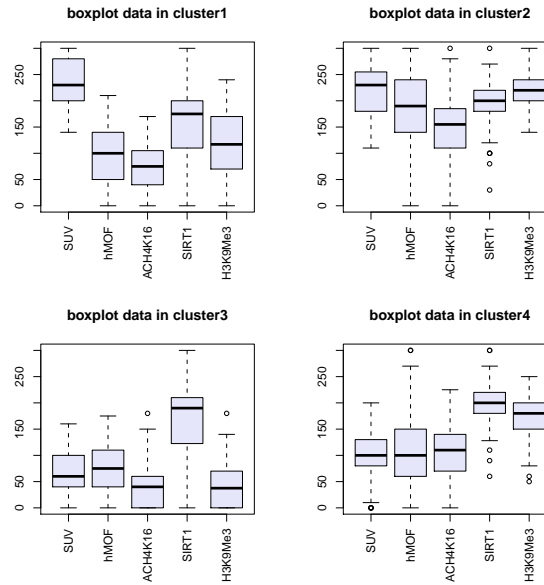 boxplot data in cluster1
250
150
50
0
SUV
hMOF
ACH4K16
SIRT1
H3K9Me3
boxplot data in cluster2
250
150
50
0
SUV
hMOF
ACH4K16
SIRT1
H3K9Me3
boxplot data in cluster3
250
150
50
0
SUV
hMOF
ACH4K16
SIRT1
H3K9Me3
boxplot data in cluster4
250
150
50
0
SUV
hMOF
ACH4K16
SIRT1
H3K9Me3